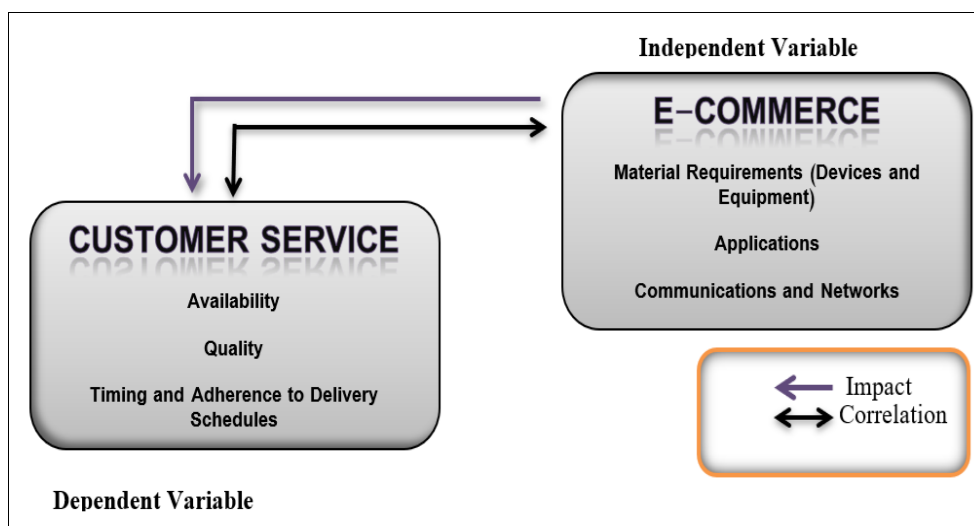 Independent Variable
E-COMMERCE
Material Requirements (Devices and
Equipment)
Applications
Communications and Networks
CUSTOMER SERVICE
Availability
Quality
Timing and Adherence to Delivery
Schedules
Impact
Correlation
Dependent Variable